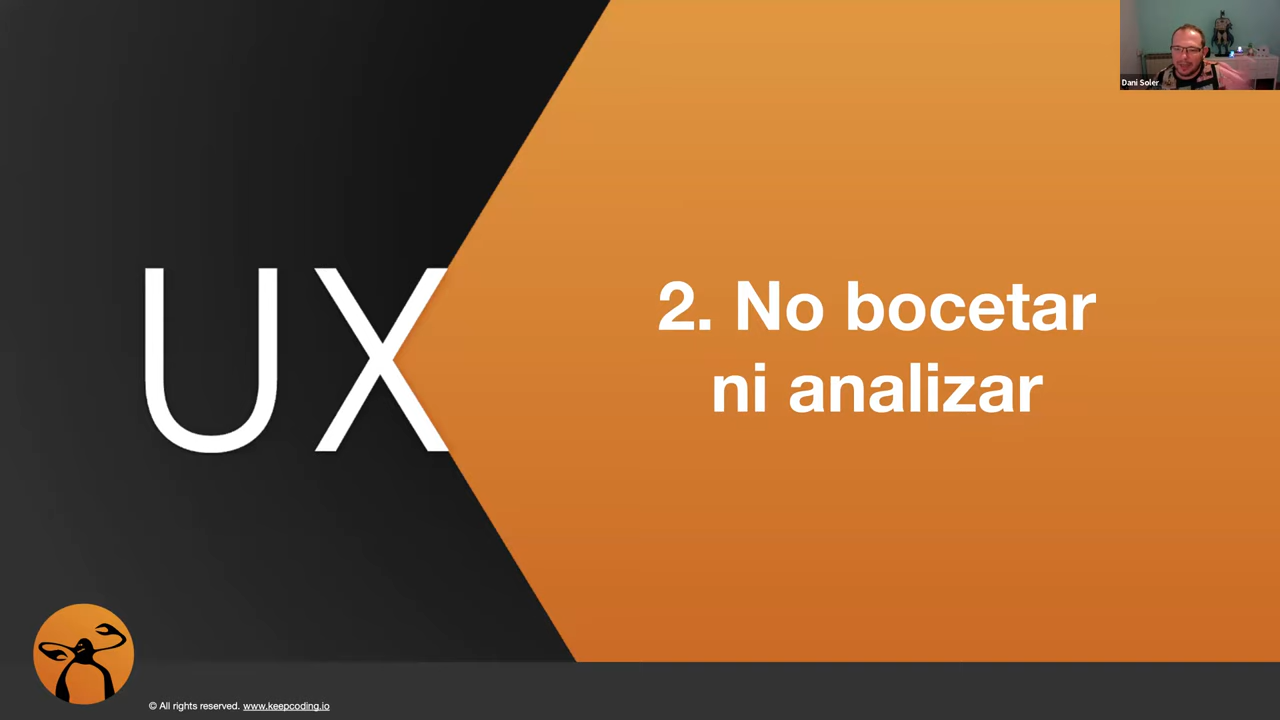 Dani Soler
UX
2. No bocetar
ni analizar
© All rights reserved. www.keepcoding.io